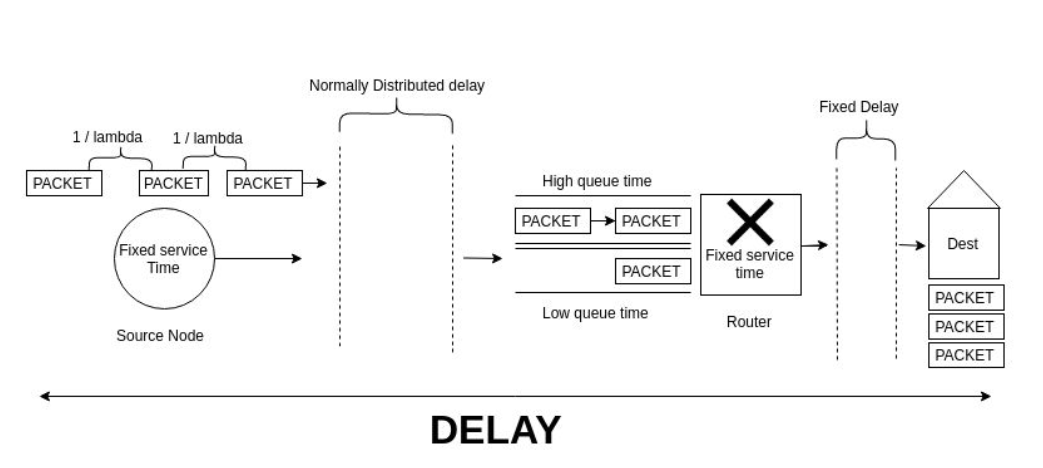 Normally Distributed delay
Fixed Delay
1 / lambda
1 / lambda
PACKET
PACKET
PACKET
High queue time
PACKET
PACKET
Fixed service
Time
Fixed service
time
Dest
PACKET
Low queue time
Source Node
Router
PACKET
PACKET
PACKET
DELAY